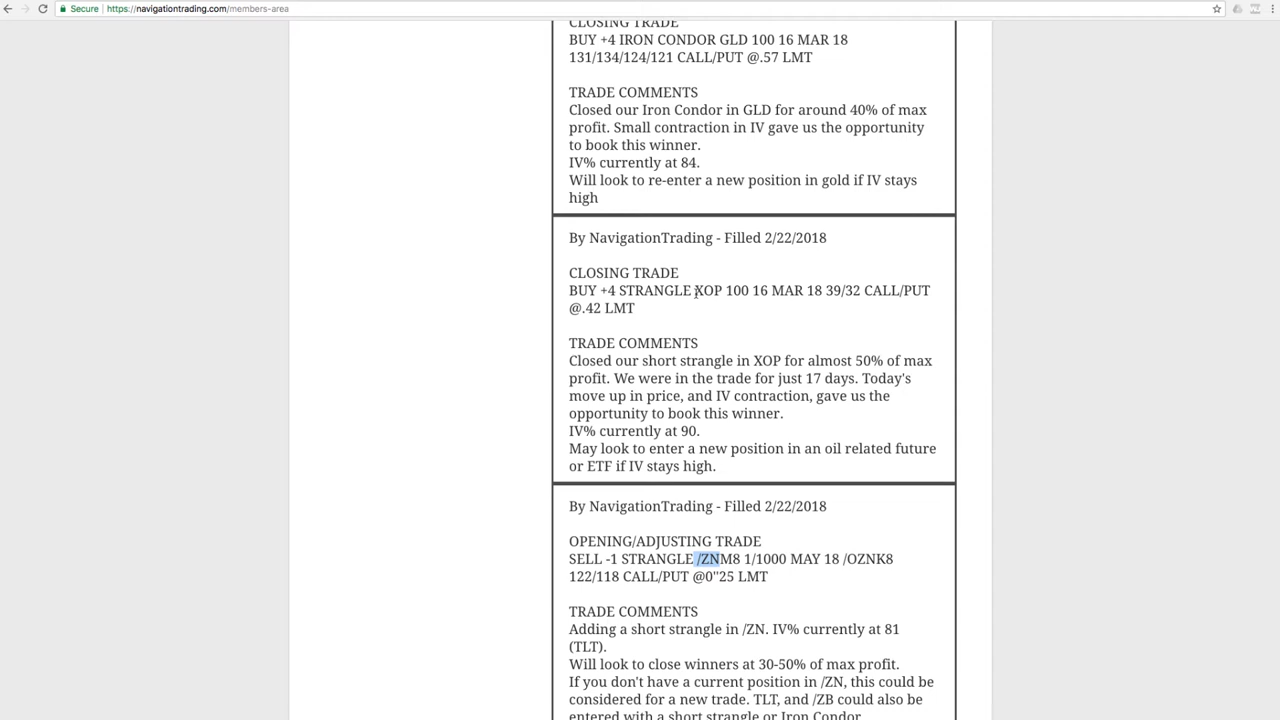 Secure
https://navigationtrading.com/members-area
CLOSING TRADE
BUY +4 IRON CONDOR GLD 100 16 MAR 18
131/134/124/121 CALL/PUT @.57 LMT
TRADE COMMENTS
Closed our Iron Condor in GLD for around 40% of max
profit. Small contraction in IV gave us the opportunity
to book this winner.
IV% currently at 84.
Will look to re-enter a new position in gold if IV stays
high
By NavigationTrading - Filled 2/22/2018
CLOSING TRADE
BUY +4 STRANGLE XOP 100 16 MAR 18 39/32 CALL/PUT
@.42 LMT
TRADE COMMENTS
Closed our short strangle in XOP for almost 50% of max
profit. We were in the trade for just 17 days. Today's
move up in price, and IV contraction, gave us the
opportunity to book this winner.
IV% currently at 90.
May look to enter a new position in an oil related future
or ETF if IV stays high.
By NavigationTrading - Filled 2/22/2018
OPENING/ADJUSTING TRADE
SELL -1 STRANGLE /ZNM8 1/1000 MAY 18 /OZNK8
122/118 CALL/PUT @0"25 LMT
TRADE COMMENTS
Adding a short strangle in /ZN. IV% currently at 81
(TLT).
Will look to close winners at 30-50% of max profit.
If you don't have a current position in /ZN, this could be
considered for a new trade. TLT, and /ZB could also be
entered with a short strangle or Iron Condor.